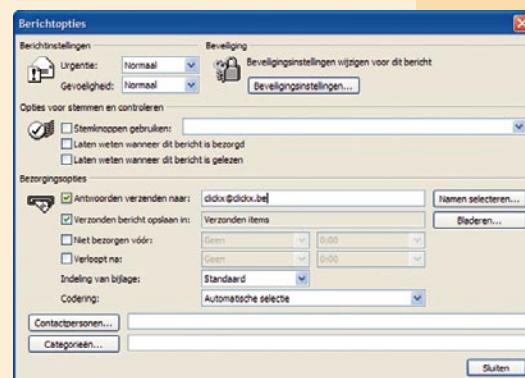 Berichtopties
Berichtinstellingen Beveiliging
Urgentie: Normaal Beveiligingsinstellingen wijzigen voor dit bericht
Gevoeligheid: Normaal Beveiligingsinstellingen...
Opties voor stemmen en controleren
Stemknoppen gebruiken:
Laten weten wanneer dit bericht is bezorgd
Laten weten wanneer dit bericht is gelezen
Bezorgingsopties
Antwoorden verzenden naar: clickx@clickx.be Namen selecteren...
Verzonden bericht opslaan in: Verzonden items Bladeren...
Niet bezorgen vóór: Geen 0:00
Verloopt na: Geen 0:00
Indeling van bijlage: Standaard
Codering: Automatische selectie
Contactpersonen...
Categorieën...
Sluiten